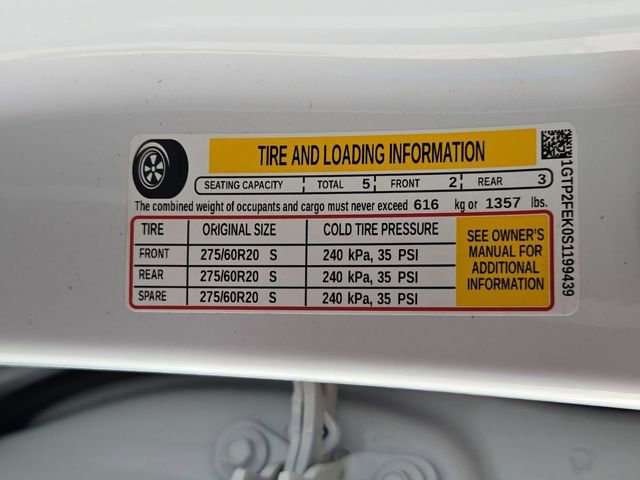 TIRE AND LOADING INFORMATION
SEATING CAPACITY TOTAL 5 FRONT 2 REAR 3
The combined weight of occupants and cargo must never exceed 616 kg or 1357 lbs.
TIRE ORIGINAL SIZE COLD TIRE PRESSURE
FRONT 275/60R20 S 240 kPa, 35 PSI
REAR 275/60R20 S 240 kPa, 35 PSI
SPARE 275/60R20 S 240 kPa, 35 PSI
SEE OWNER'S
MANUAL FOR
ADDITIONAL
INFORMATION
1GTP2FEK0S1199439